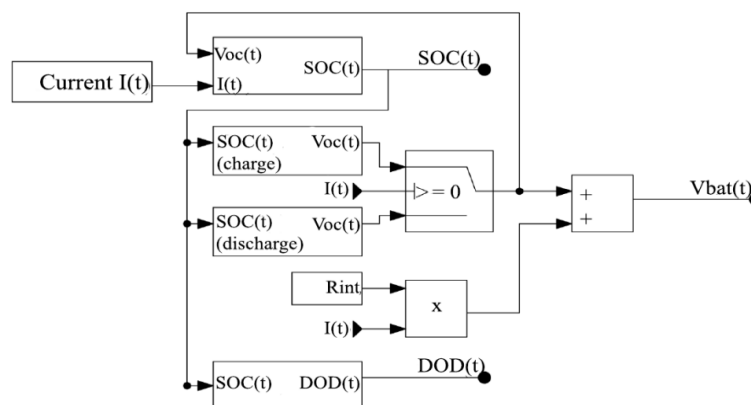 Voc(t)
SOC(t)
SOC(t)
Current I(t)
I(t)
SOC(t)
(charge)
Voc(t)
I(t)
>= 0
SOC(t)
(discharge)
Voc(t)
+
+
Vbat(t)
Rint
x
I(t)
SOC(t)
DOD(t)
DOD(t)